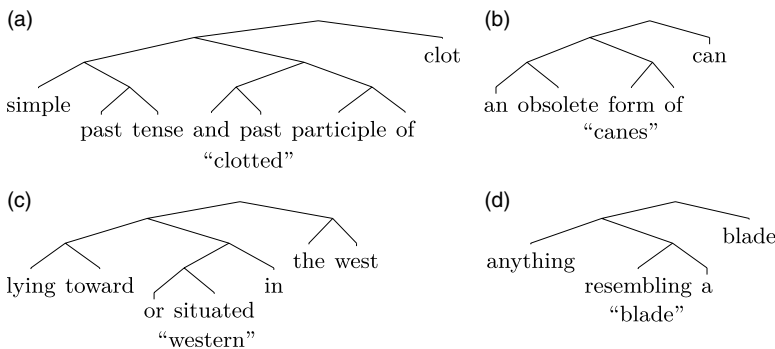 (a)
clot
simple
past tense and past participle of
“clotted”
(b)
can
an obsolete form of
“canes”
(c)
the west
lying toward
in
or situated
“western”
(d)
blade
anything
resembling a
“blade”